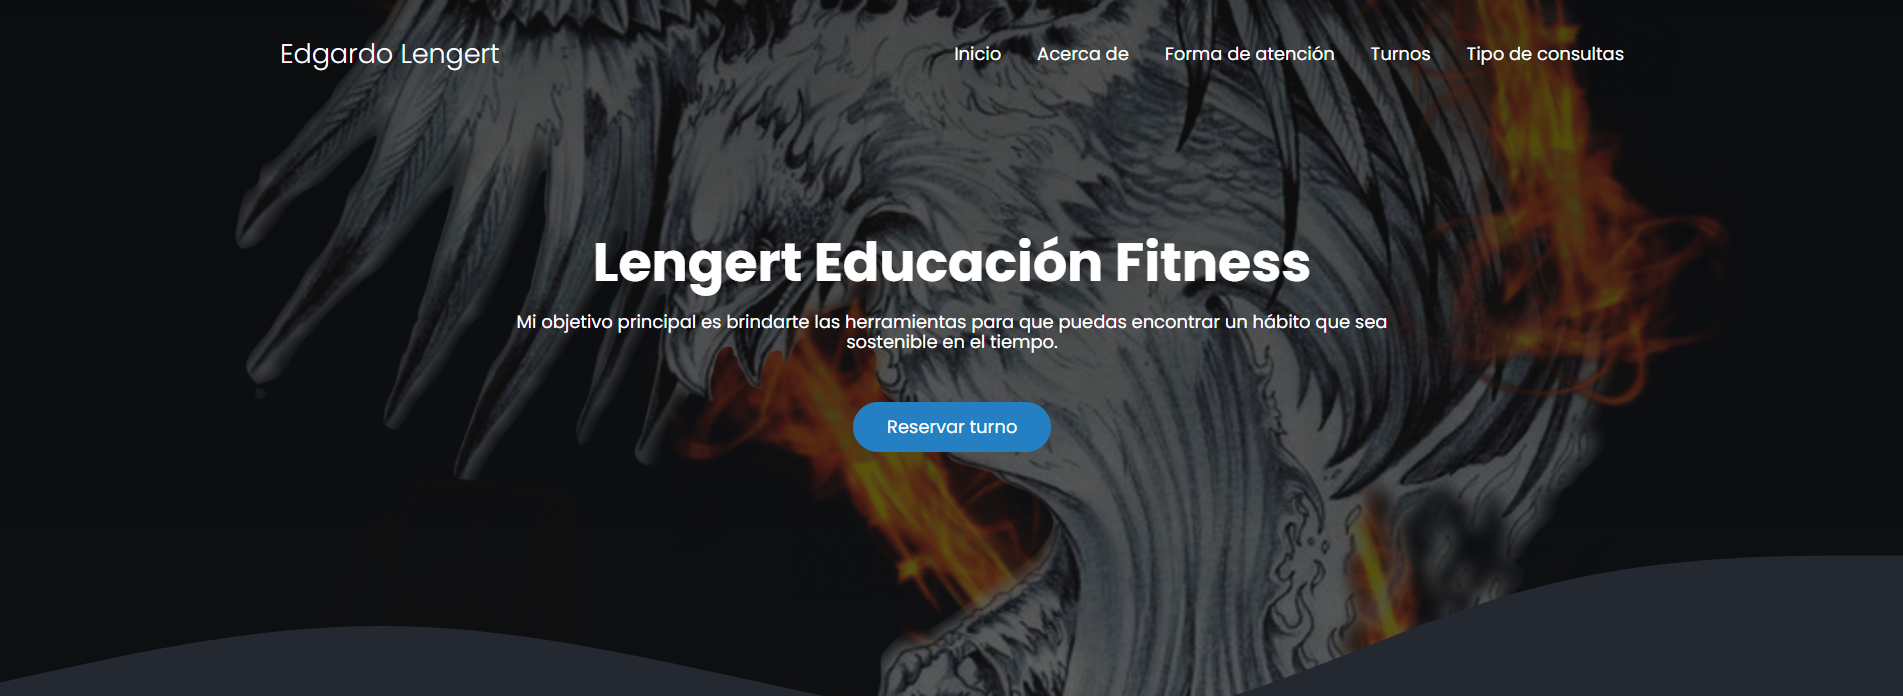 Edgardo Lengert
Inicio Acerca de Forma de atención Turnos Tipo de consultas
Lengert Educación Fitness
Mi objetivo principal es brindarte las herramientas para que puedas encontrar un hábito que sea
sostenible en el tiempo.
Reservar turno